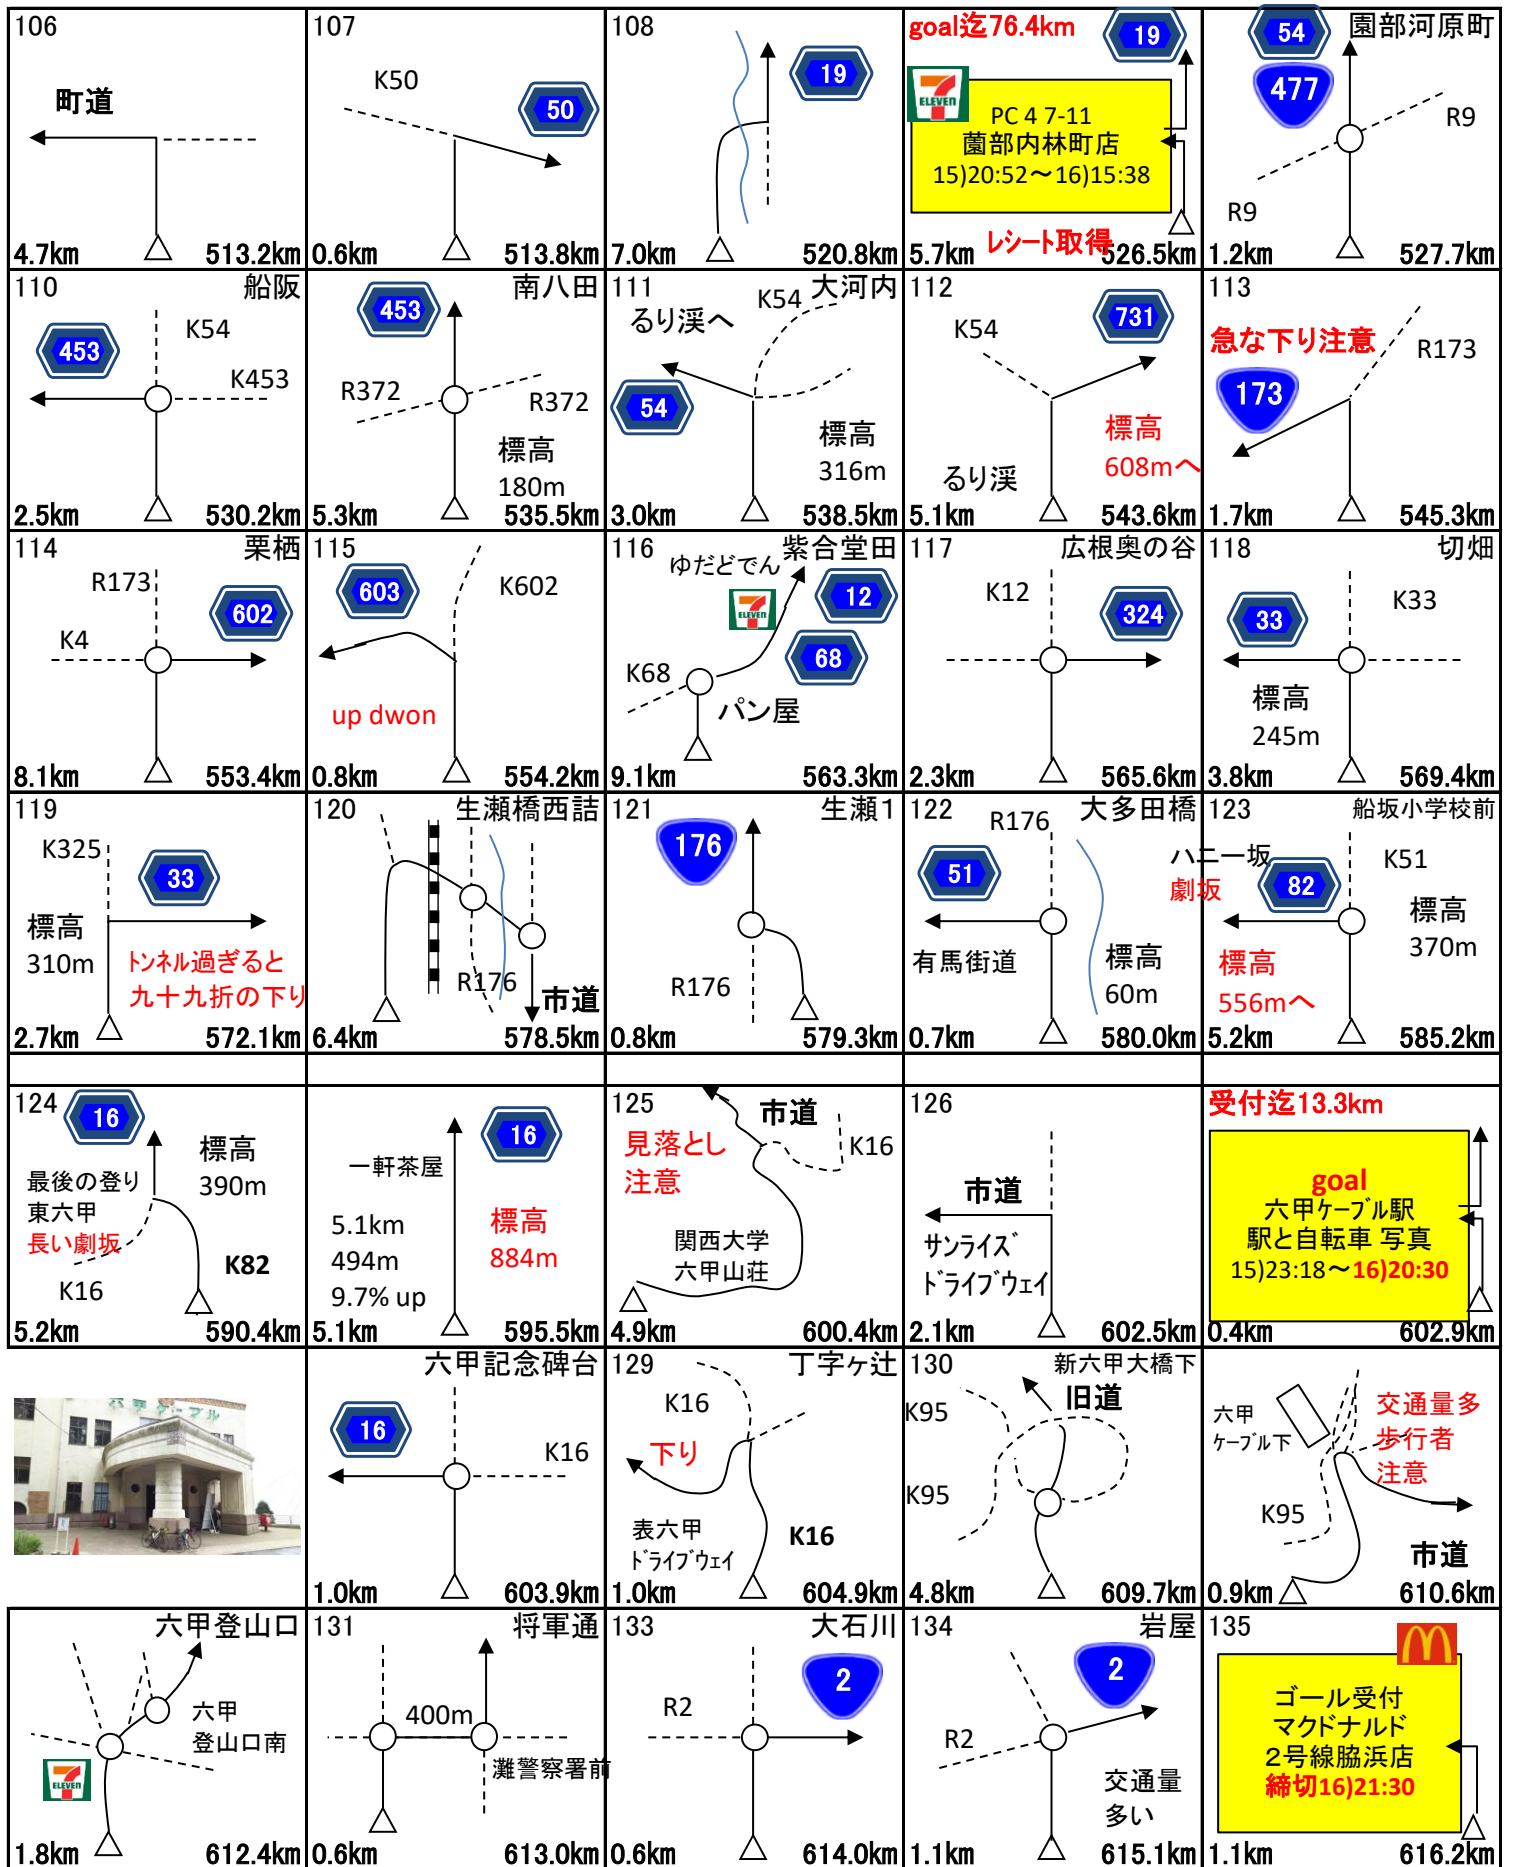 106
町道
4.7km 513.2km
107
K50
50
0.6km 513.8km
108
19
7.0km 520.8km
goal迄76.4km
19
7 ELEVEN
PC 4 7-11
薗部内林町店
15)20:52～16)15:38
レシート取得
5.7km 526.5km
54 園部河原町
477
R9
R9
1.2km 527.7km
110 船阪
K54
453
K453
2.5km 530.2km
107 南八田
453
R372
R372
標高
180m
5.3km 535.5km
111 大河内
K54
るり渓へ
54
標高
316m
3.0km 538.5km
112
K54
731
標高
608mへ
るり渓
5.1km 543.6km
113
急な下り注意
R173
173
1.7km 545.3km
114 栗栖
R173
602
K4
8.1km 553.4km
115
603
K602
up dwon
0.8km 554.2km
116 紫合堂田
ゆだどでん
7 ELEVEN
12
68
K68
パン屋
9.1km 563.3km
117 広根奥の谷
K12
324
2.3km 565.6km
118 切畑
K33
33
標高
245m
3.8km 569.4km
119
K325
33
標高
310m
トンネル過ぎると
九十九折の下り
2.7km 572.1km
120 生瀬橋西詰
R176
市道
6.4km 578.5km
121 生瀬1
176
R176
0.8km 579.3km
122 大多田橋
R176
51
有馬街道
標高
60m
0.7km 580.0km
123 船坂小学校前
ハニー坂
劇坂
K51
82
標高
370m
標高
556mへ
5.2km 585.2km
124
16
標高
390m
最後の登り
東六甲
長い劇坂
K82
K16
5.2km 590.4km
16
一軒茶屋
5.1km
494m
9.7% up
標高
884m
5.1km 595.5km
125
市道
見落とし
注意
K16
関西大学
六甲山荘
4.9km 600.4km
126
市道
サンライズ
ドライブウェイ
2.1km 602.5km
受付迄13.3km
goal
六甲ケーブル駅
駅と自転車 写真
15)23:18～16)20:30
0.4km 602.9km
六甲ケーブル
六甲記念碑台
16
K16
1.0km 603.9km
129 丁字ヶ辻
K16
下り
表六甲
ドライブウェイ
K16
1.0km 604.9km
130 新六甲大橋下
旧道
K95
K95
4.8km 609.7km
六甲
ケーブル下
交通量多
歩行者
注意
K95
市道
0.9km 610.6km
六甲登山口
六甲
登山口南
7 ELEVEN
1.8km 612.4km
131 将軍通
400m
灘警察署前
0.6km 613.0km
133 大石川
R2
2
0.6km 614.0km
134 岩屋
2
R2
交通量
多い
1.1km 615.1km
135
ゴール受付
マクドナルド
2号線脇浜店
締切16)21:30
1.1km 616.2km